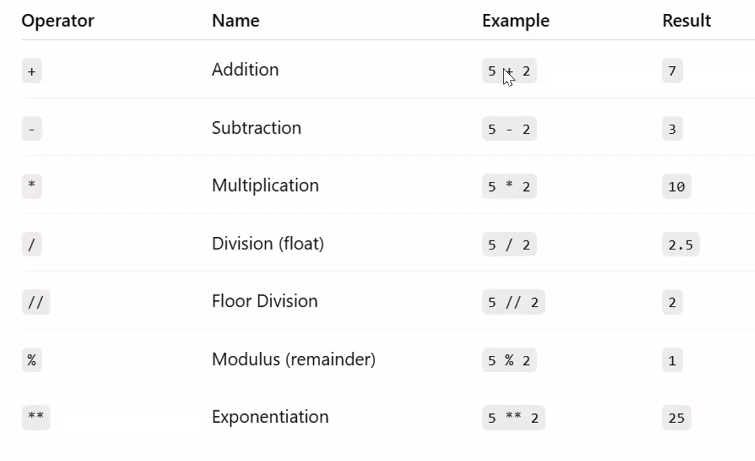 Operator Name Example Result
+ Addition 5 + 2 7
- Subtraction 5 - 2 3
* Multiplication 5 * 2 10
/ Division (float) 5 / 2 2.5
// Floor Division 5 // 2 2
% Modulus (remainder) 5 % 2 1
** Exponentiation 5 ** 2 25